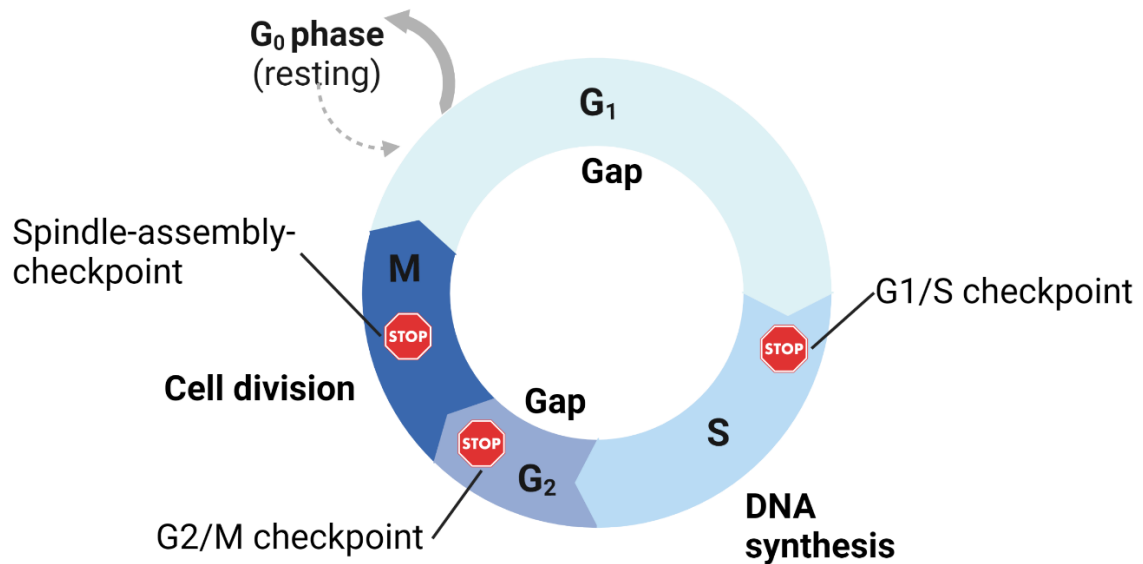 G₀ phase
(resting)
G₁
Gap
Spindle-assembly-
checkpoint
M
STOP
G1/S checkpoint
STOP
Cell division
Gap
STOP
G₂
S
G2/M checkpoint
DNA
synthesis